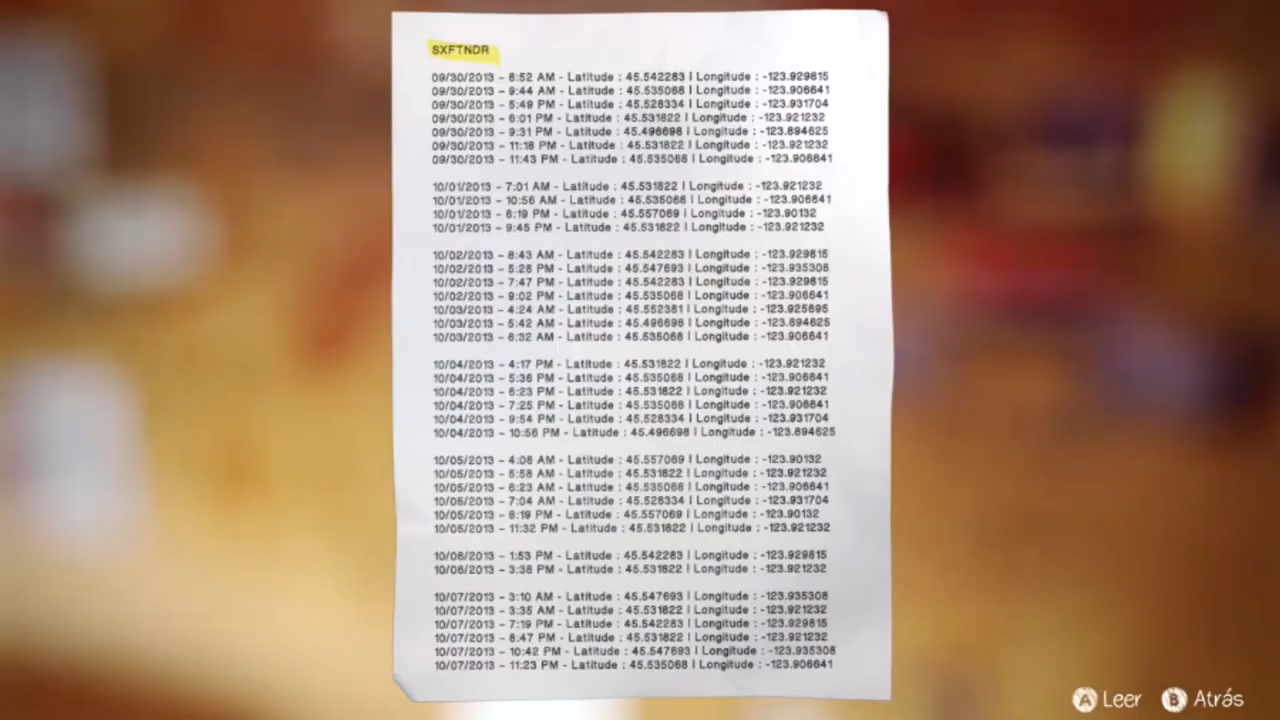 SXFTNDR
09/30/2013 - 6:52 AM - Latitude : 45.542283 | Longitude : -123.929815
09/30/2013 - 9:44 AM - Latitude : 45.535068 | Longitude : -123.906641
09/30/2013 - 5:49 PM - Latitude : 45.528334 | Longitude : -123.931704
09/30/2013 - 6:01 PM - Latitude : 45.531822 | Longitude : -123.921232
09/30/2013 - 9:31 PM - Latitude : 45.496698 | Longitude : -123.894625
09/30/2013 - 11:18 PM - Latitude : 45.531822 | Longitude : -123.921232
09/30/2013 - 11:43 PM - Latitude : 45.535068 | Longitude : -123.906641
10/01/2013 - 7:01 AM - Latitude : 45.531822 | Longitude : -123.921232
10/01/2013 - 10:56 AM - Latitude : 45.535068 | Longitude : -123.906641
10/01/2013 - 6:19 PM - Latitude : 45.557069 | Longitude : -123.90132
10/01/2013 - 9:45 PM - Latitude : 45.531822 | Longitude : -123.921232
10/02/2013 - 8:43 AM - Latitude : 45.542283 | Longitude : -123.929815
10/02/2013 - 5:28 PM - Latitude : 45.547693 | Longitude : -123.935308
10/02/2013 - 7:47 PM - Latitude : 45.542283 | Longitude : -123.929815
10/02/2013 - 9:02 PM - Latitude : 45.535068 | Longitude : -123.906641
10/03/2013 - 4:24 AM - Latitude : 45.552381 | Longitude : -123.925695
10/03/2013 - 5:42 AM - Latitude : 45.496698 | Longitude : -123.894625
10/03/2013 - 6:32 AM - Latitude : 45.535068 | Longitude : -123.906641
10/04/2013 - 4:17 PM - Latitude : 45.531822 | Longitude : -123.921232
10/04/2013 - 5:36 PM - Latitude : 45.535068 | Longitude : -123.906641
10/04/2013 - 6:23 PM - Latitude : 45.531822 | Longitude : -123.921232
10/04/2013 - 7:25 PM - Latitude : 45.535068 | Longitude : -123.906641
10/04/2013 - 9:54 PM - Latitude : 45.528334 | Longitude : -123.931704
10/04/2013 - 10:56 PM - Latitude : 45.496698 | Longitude : -123.894625
10/05/2013 - 4:08 AM - Latitude : 45.557069 | Longitude : -123.90132
10/05/2013 - 5:58 AM - Latitude : 45.531822 | Longitude : -123.921232
10/05/2013 - 6:23 AM - Latitude : 45.535068 | Longitude : -123.906641
10/05/2013 - 7:04 AM - Latitude : 45.528334 | Longitude : -123.931704
10/05/2013 - 8:19 PM - Latitude : 45.557069 | Longitude : -123.90132
10/05/2013 - 11:32 PM - Latitude : 45.531822 | Longitude : -123.921232
10/06/2013 - 1:53 PM - Latitude : 45.542283 | Longitude : -123.929815
10/06/2013 - 3:38 PM - Latitude : 45.531822 | Longitude : -123.921232
10/07/2013 - 3:10 AM - Latitude : 45.547693 | Longitude : -123.935308
10/07/2013 - 3:35 AM - Latitude : 45.531822 | Longitude : -123.921232
10/07/2013 - 7:19 PM - Latitude : 45.542283 | Longitude : -123.929815
10/07/2013 - 8:47 PM - Latitude : 45.531822 | Longitude : -123.921232
10/07/2013 - 10:42 PM - Latitude : 45.547693 | Longitude : -123.935308
10/07/2013 - 11:23 PM - Latitude : 45.535068 | Longitude : -123.906641
A Leer B Atrás